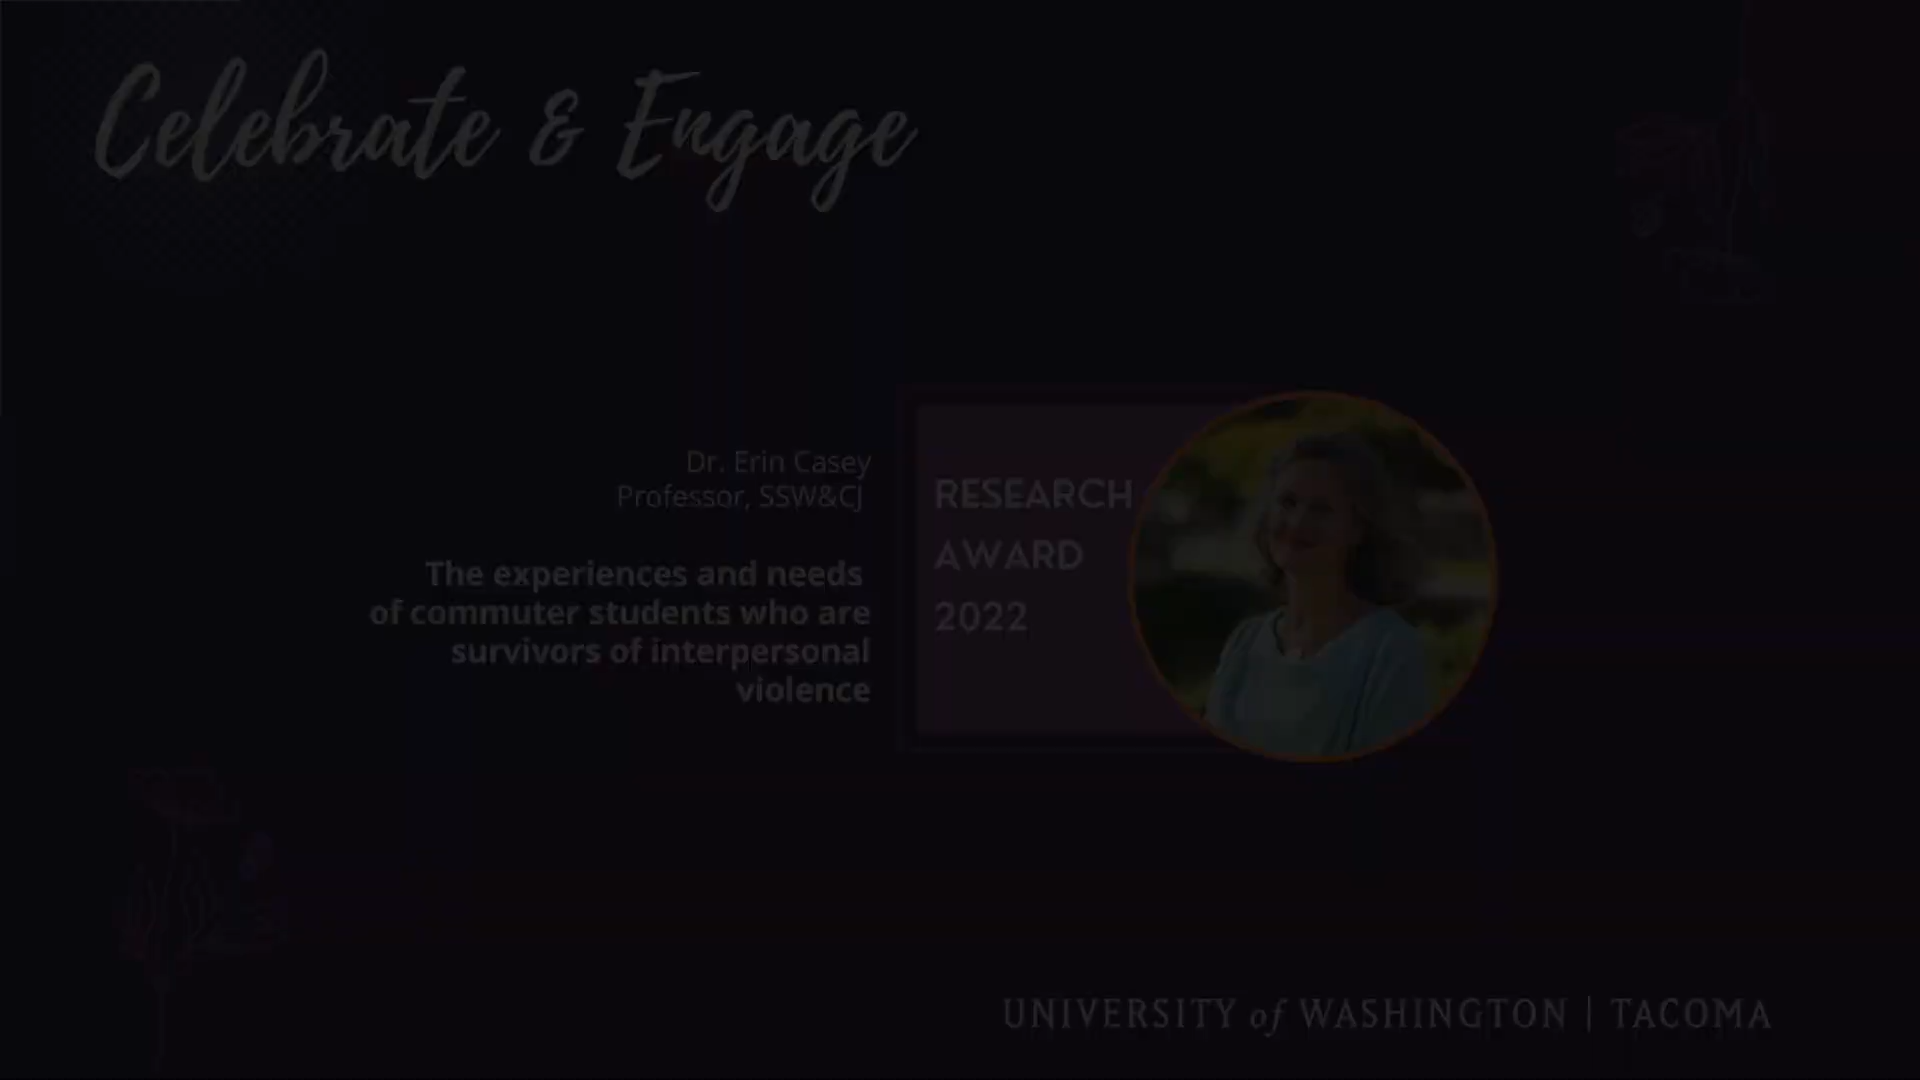 Celebrate & Engage
Dr. Erin Casey
Professor, SSW&CJ
The experiences and needs
of commuter students who are
survivors of interpersonal
violence
RESEARCH
AWARD
2022
UNIVERSITY of WASHINGTON | TACOMA